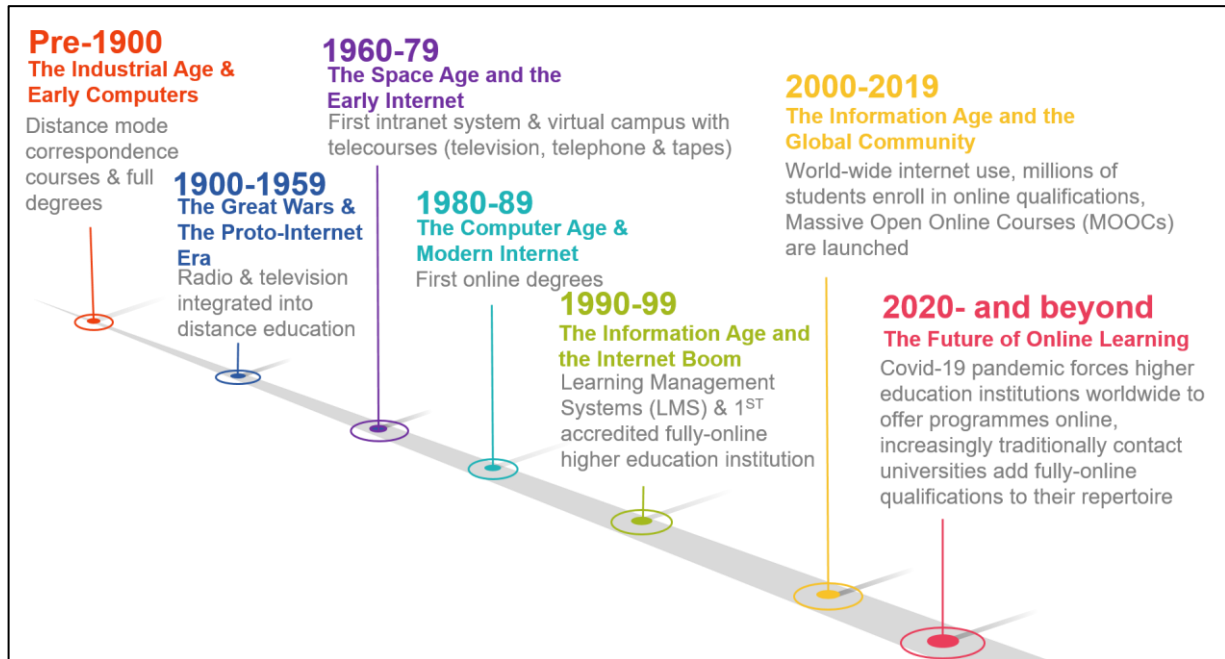 Pre-1900
The Industrial Age &
Early Computers
Distance mode
correspondence
courses & full
degrees
1900-1959
The Great Wars &
The Proto-Internet
Era
Radio & television
integrated into
distance education
1960-79
The Space Age and the
Early Internet
First intranet system & virtual campus with
telecourses (television, telephone & tapes)
1980-89
The Computer Age &
Modern Internet
First online degrees
1990-99
The Information Age and
the Internet Boom
Learning Management
Systems (LMS) & 1ST
accredited fully-online
higher education institution
2000-2019
The Information Age and the
Global Community
World-wide internet use, millions of
students enroll in online qualifications,
Massive Open Online Courses (MOOCs)
are launched
2020- and beyond
The Future of Online Learning
Covid-19 pandemic forces higher
education institutions worldwide to
offer programmes online,
increasingly traditionally contact
universities add fully-online
qualifications to their repertoire